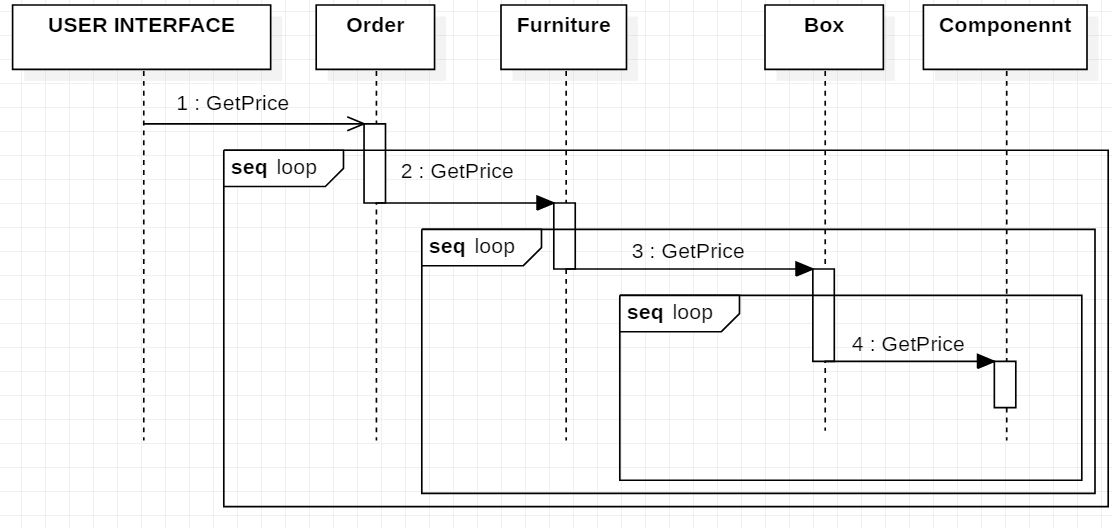 USER INTERFACE
Order
Furniture
Box
Componennt
1 : GetPrice
seq loop
2 : GetPrice
seq loop
3 : GetPrice
seq loop
4 : GetPrice